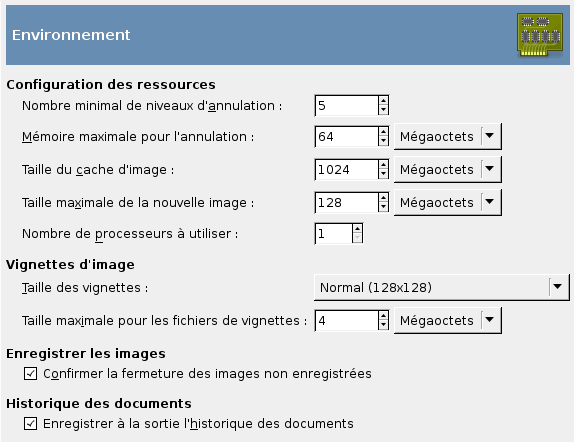 Environnement
Configuration des ressources
Nombre minimal de niveaux d'annulation : 5
Mémoire maximale pour l'annulation : 64 Mégaoctets
Taille du cache d'image : 1024 Mégaoctets
Taille maximale de la nouvelle image : 128 Mégaoctets
Nombre de processeurs à utiliser : 1
Vignettes d'image
Taille des vignettes : Normal (128x128)
Taille maximale pour les fichiers de vignettes : 4 Mégaoctets
Enregistrer les images
Confirmer la fermeture des images non enregistrées
Historique des documents
Enregistrer à la sortie l'historique des documents